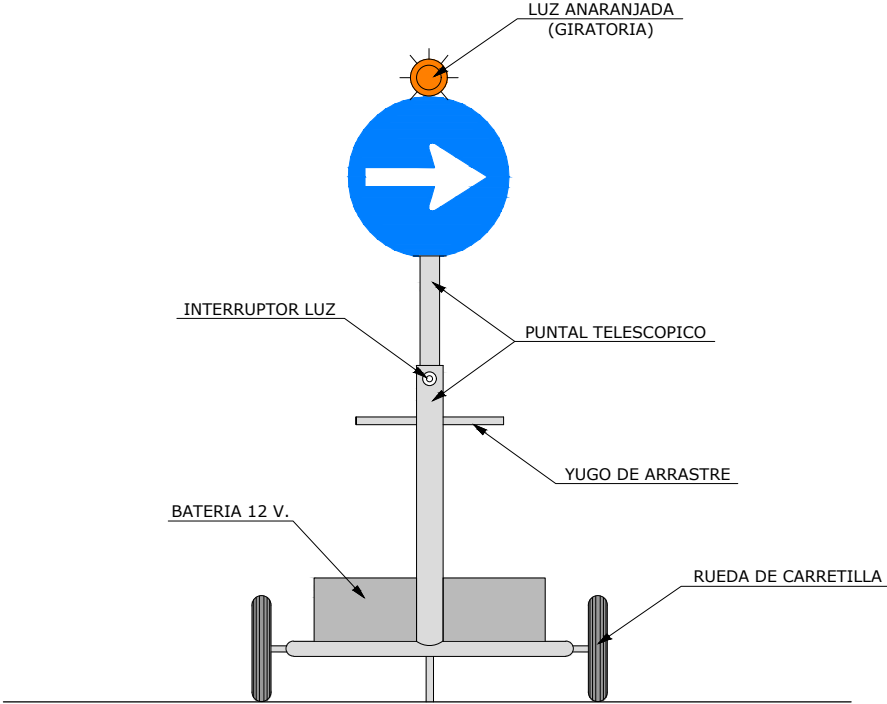 LUZ ANARANJADA
(GIRATORIA)
INTERRUPTOR LUZ
PUNTAL TELESCOPICO
YUGO DE ARRASTRE
BATERIA 12 V.
RUEDA DE CARRETILLA